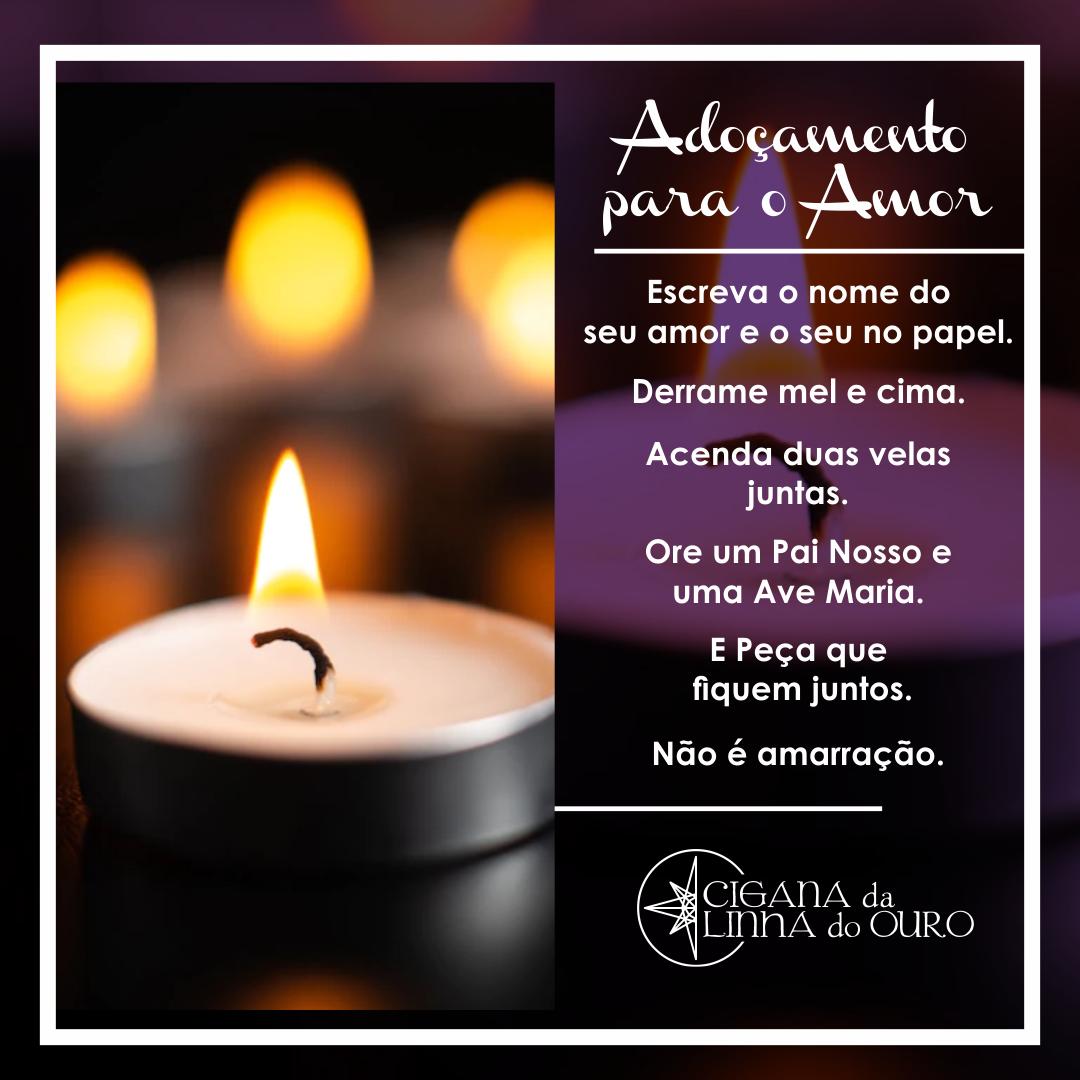 Adoçamento
para o Amor
Escreva o nome do
seu amor e o seu no papel.
Derrame mel e cima.
Acenda duas velas
juntas.
Ore um Pai Nosso e
uma Ave Maria.
E Peça que
fiquem juntos.
Não é amarração.
CIGANA da
LINHA do OURO